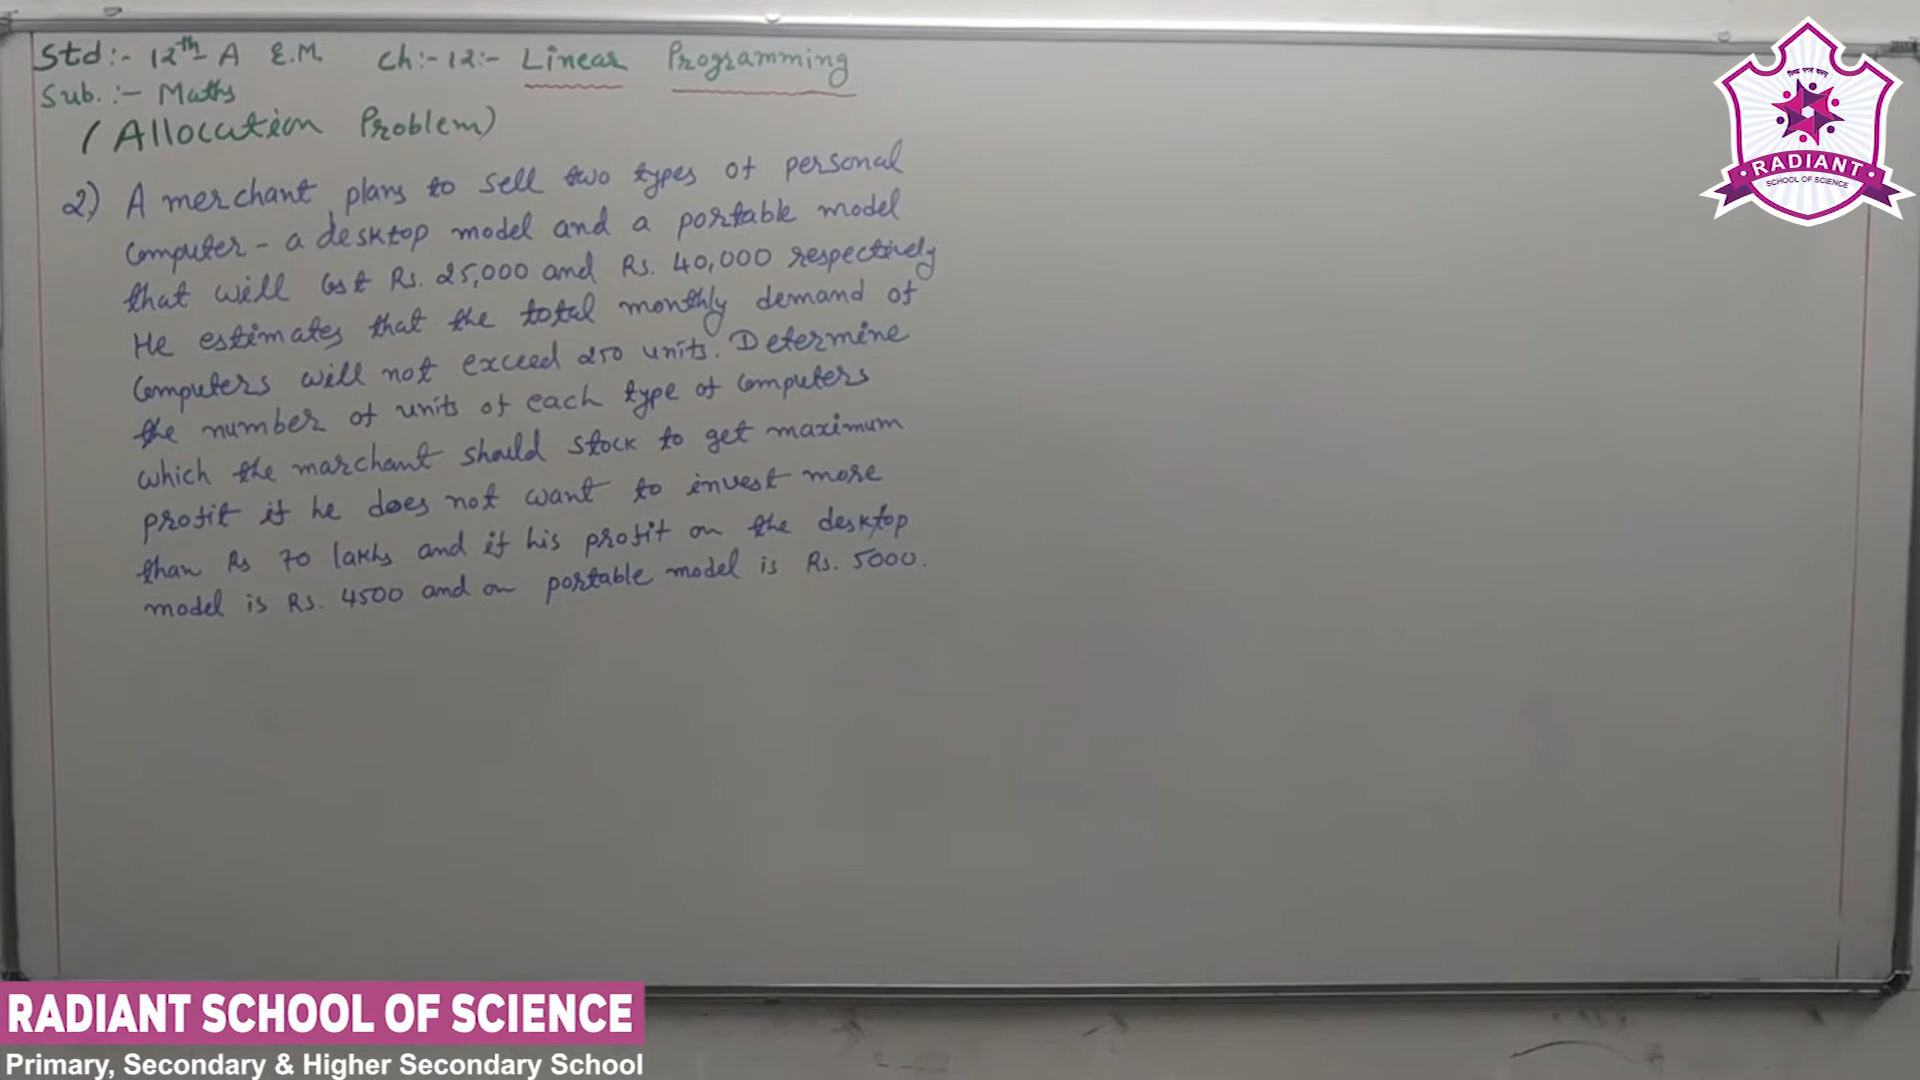 Std:- 12th A E.M. Ch:- 12:- Linear Programming
Sub.:- Maths
(Allocation Problem)
2) A merchant plans to sell two types of personal
Computer - a desktop model and a portable model
that will cost Rs. 25,000 and Rs. 40,000 respectively
He estimates that the total monthly demand of
Computers will not exceed 250 units. Determine
the number of units of each type of computers
which the marchant should stock to get maximum
profit if he does not want to invest more
than Rs 70 lakhs and if his profit on the desktop
model is Rs. 4500 and on portable model is Rs. 5000.
RADIANT
SCHOOL OF SCIENCE
RADIANT SCHOOL OF SCIENCE
Primary, Secondary & Higher Secondary School